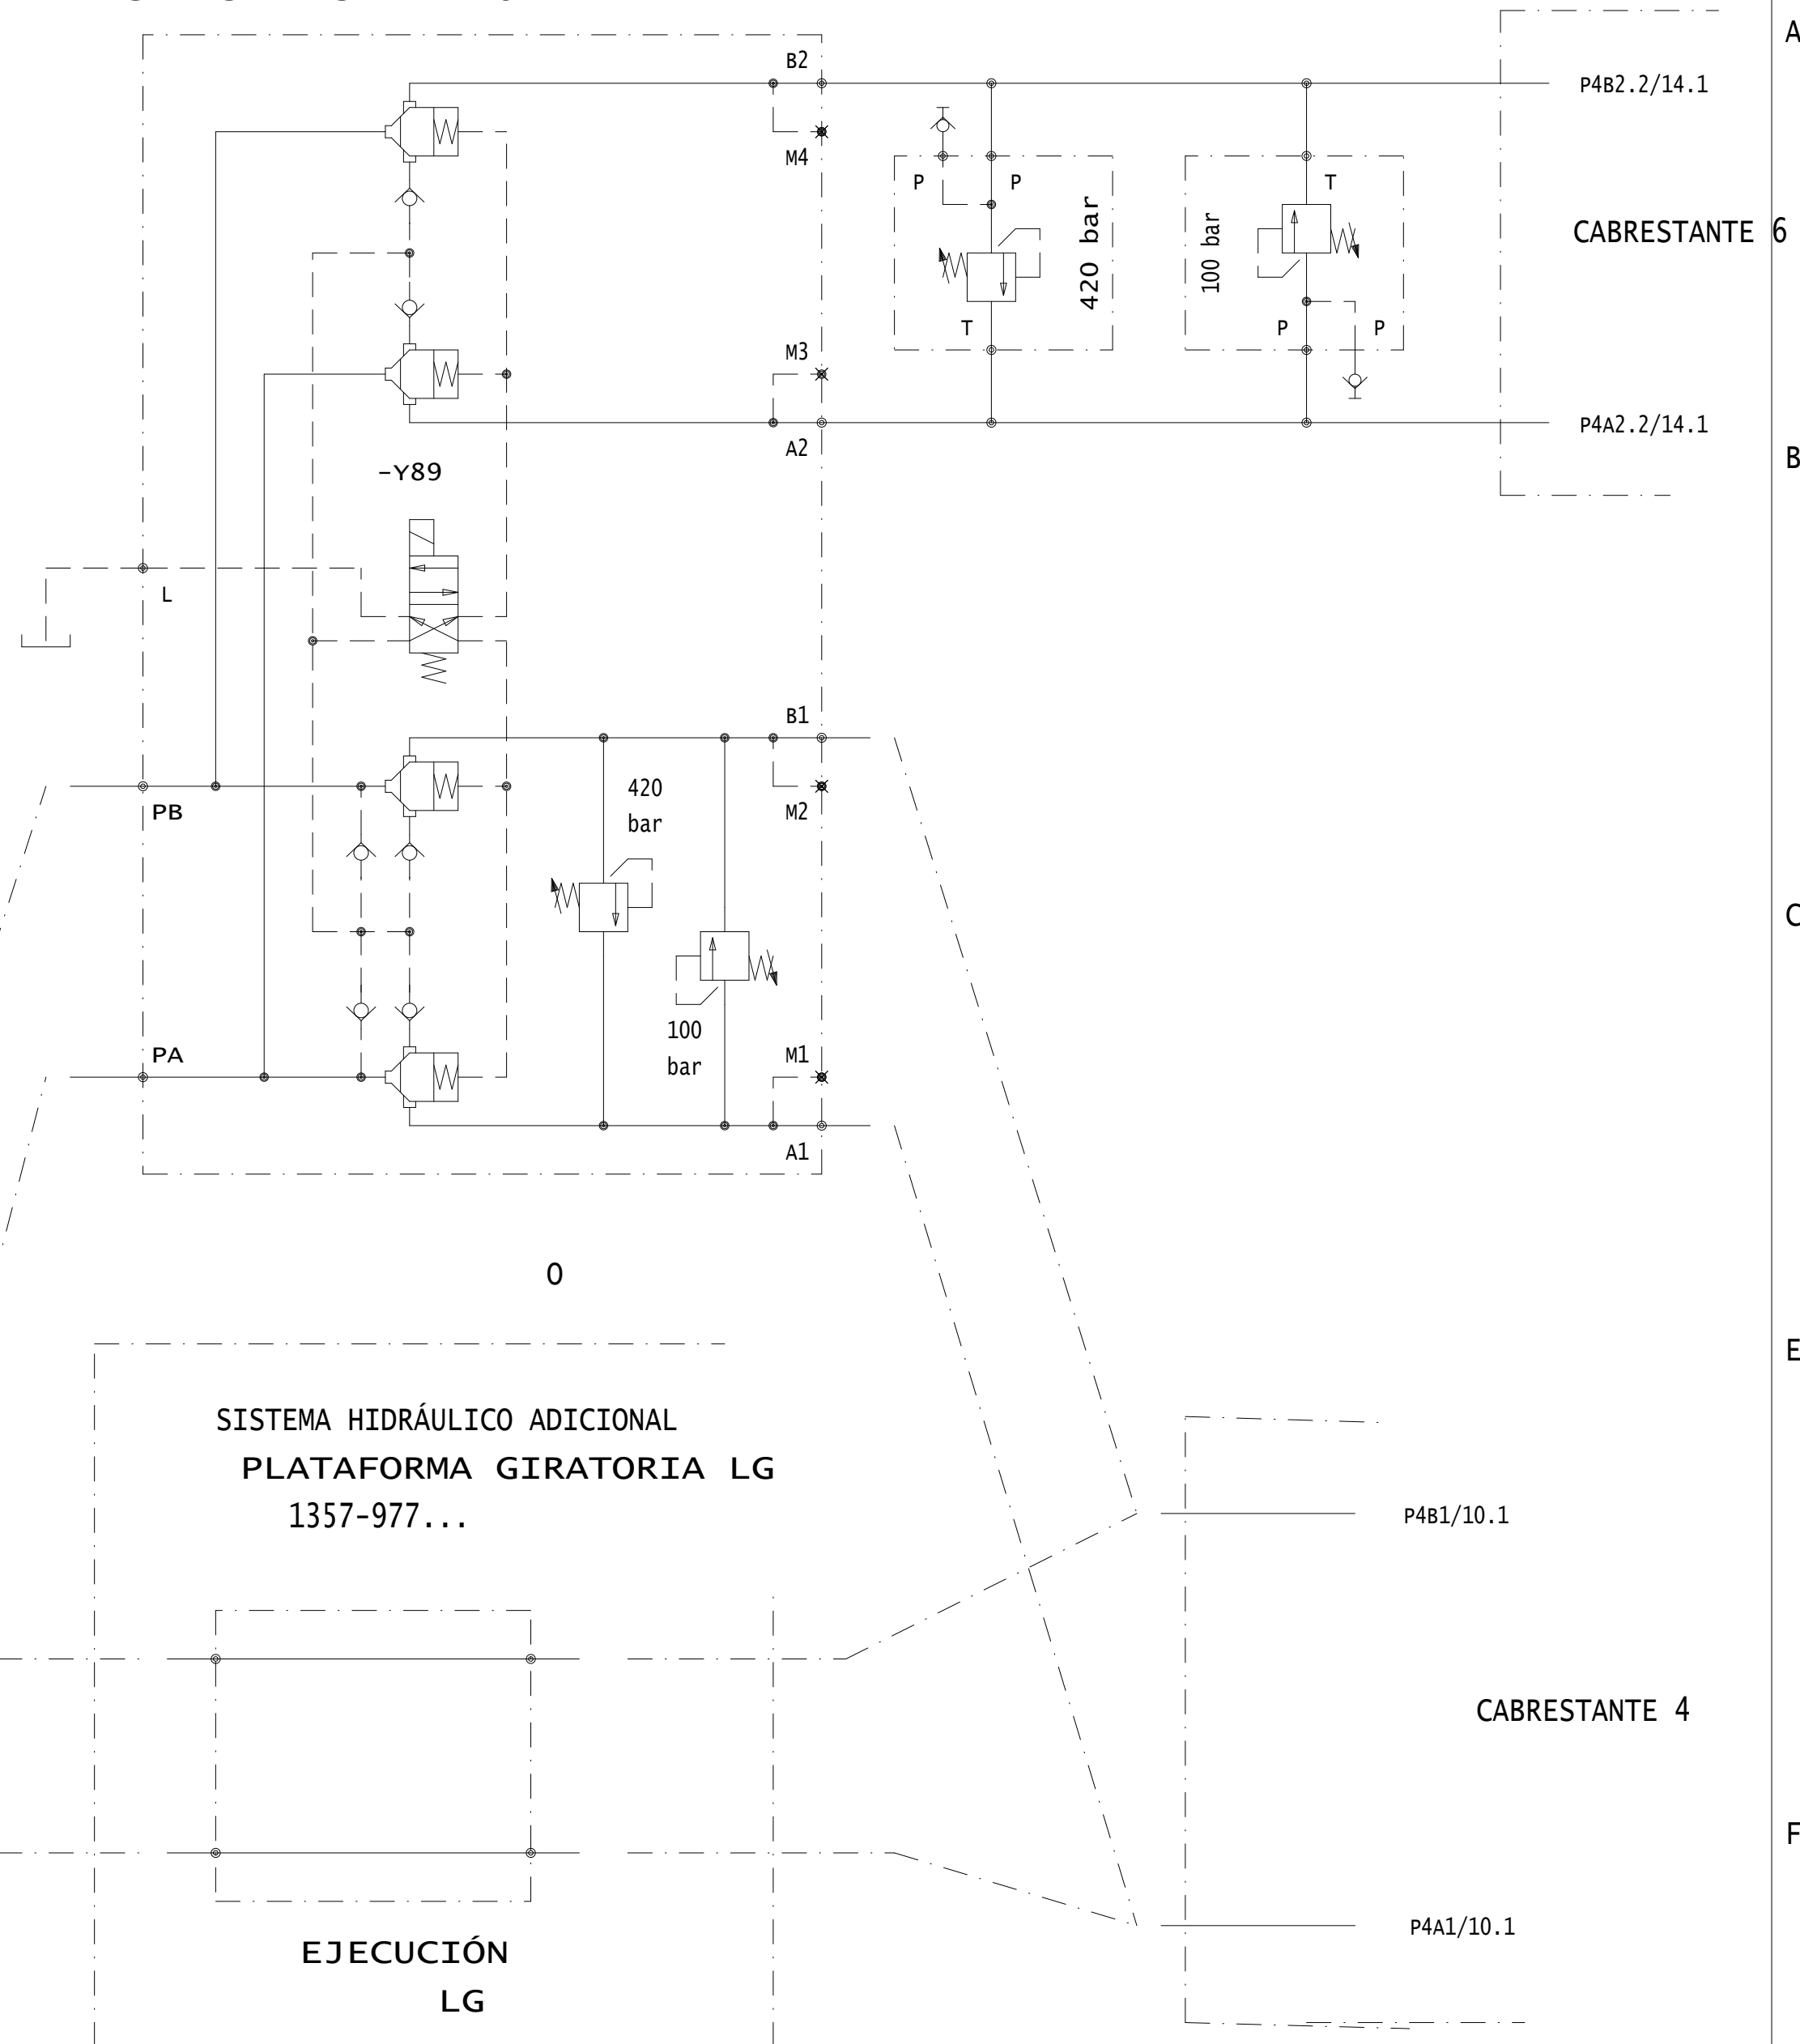 A
B2
P4B2.2/14.1
M4
P
P
T
420 bar
100 bar
CABRESTANTE 6
T
P
P
M3
A2
P4A2.2/14.1
B
-Y89
L
B1
PB
420
bar
M2
C
100
bar
PA
M1
A1
O
E
SISTEMA HIDRÁULICO ADICIONAL
PLATAFORMA GIRATORIA LG
1357-977...
P4B1/10.1
CABRESTANTE 4
F
P4A1/10.1
EJECUCIÓN
LG